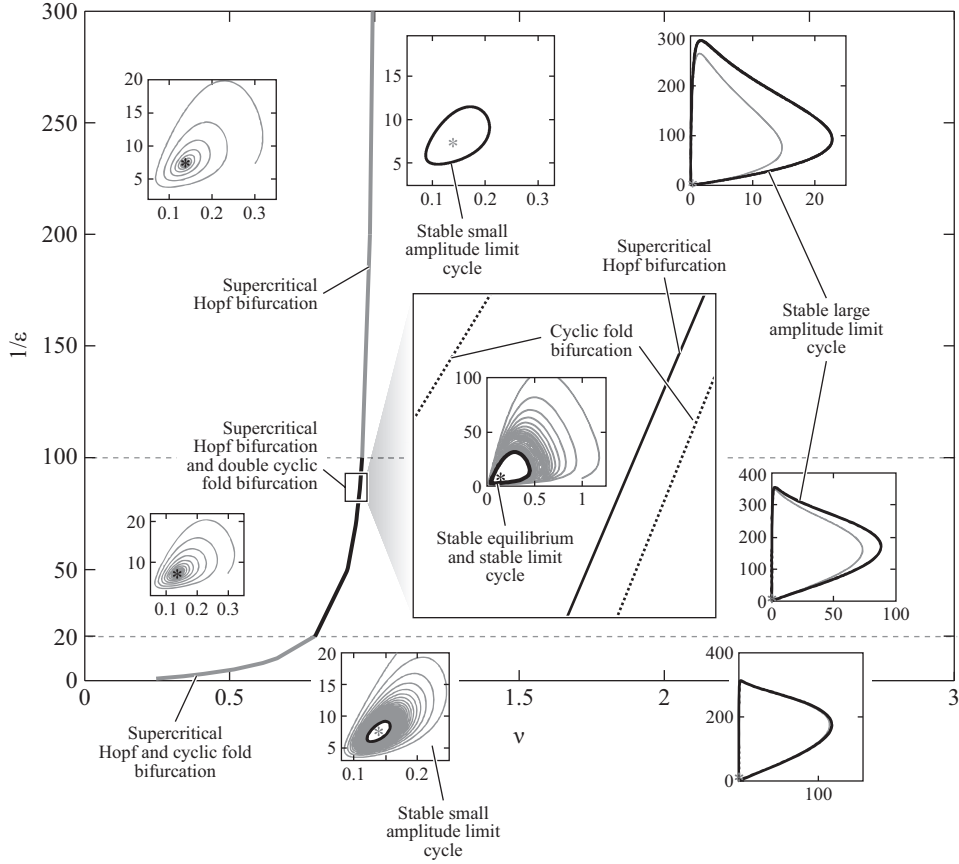 300
250
200
150
100
50
20
0
1/ε
0
0.5
1.5
2
3
ν
20
15
10
5
0.1
0.2
0.3
15
10
5
0.1
0.2
0.3
Stable small
amplitude limit
cycle
300
200
100
0
0
10
20
Supercritical
Hopf bifurcation
Supercritical
Hopf bifurcation
Stable large
amplitude limit
cycle
Cyclic fold
bifurcation
100
50
0
0
0.5
1
Stable equilibrium
and stable limit
cycle
Supercritical
Hopf bifurcation
and double cyclic
fold bifurcation
20
10
0.1
0.2
0.3
400
300
200
100
0
0
50
100
20
15
10
5
0.1
0.2
400
200
0
100
Supercritical
Hopf and cyclic fold
bifurcation
Stable small
amplitude limit
cycle